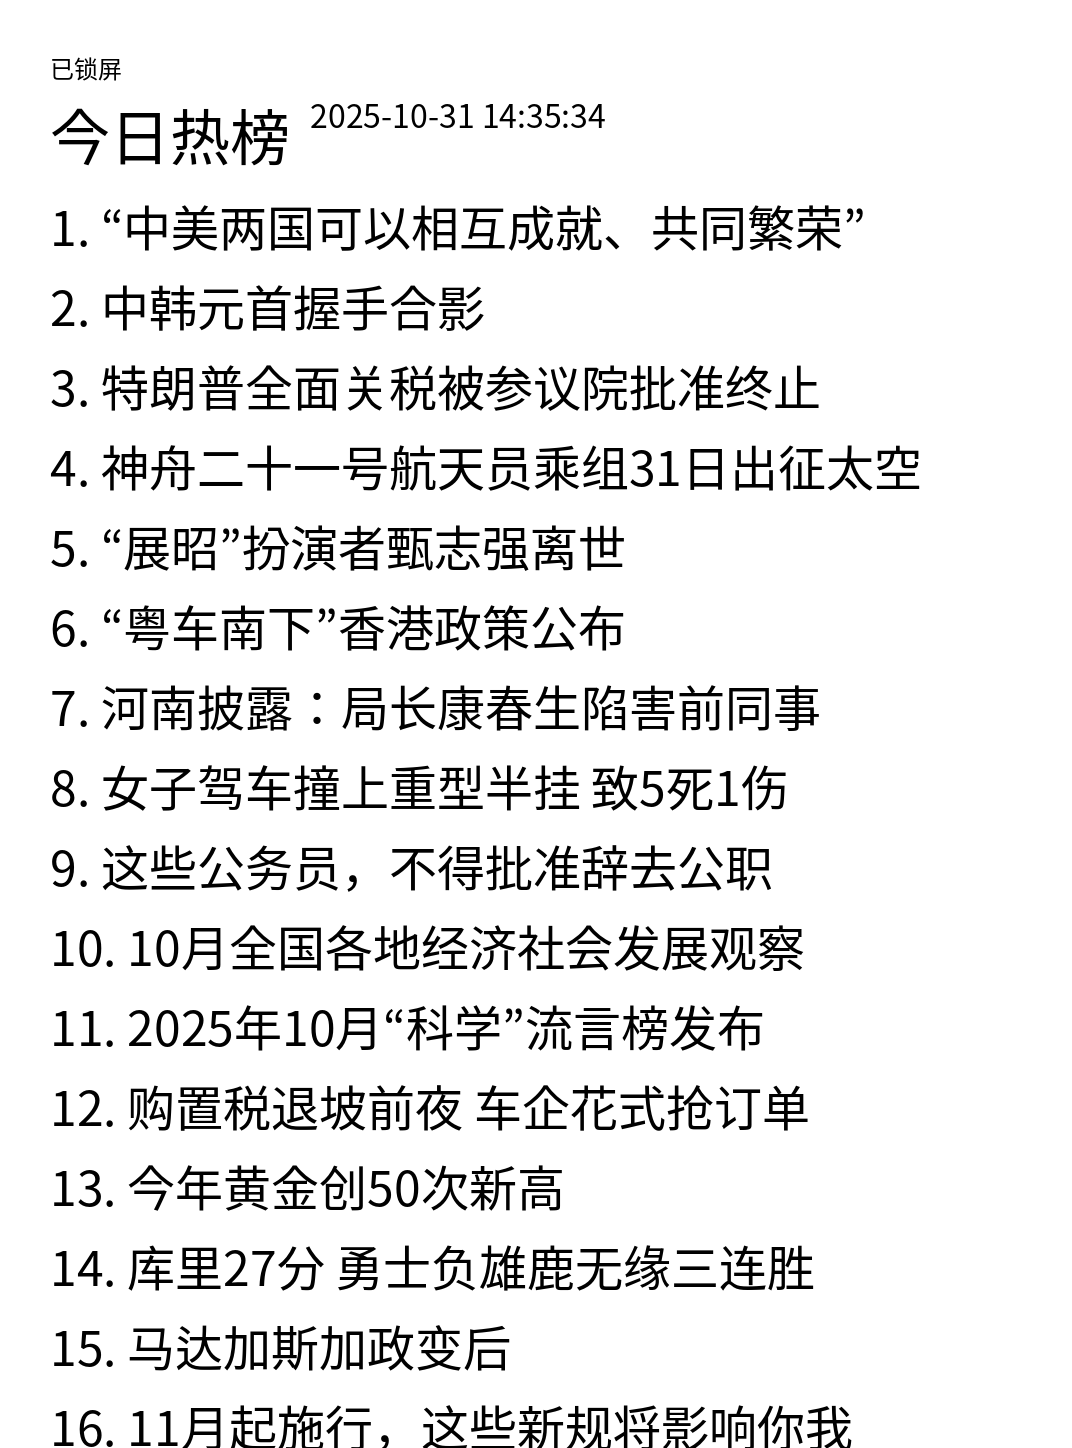 已锁屏
今日热榜 2025-10-31 14:35:34
1. “中美两国可以相互成就、共同繁荣”
2. 中韩元首握手合影
3. 特朗普全面关税被参议院批准终止
4. 神舟二十一号航天员乘组31日出征太空
5. “展昭”扮演者甄志强离世
6. “粤车南下”香港政策公布
7. 河南披露：局长康春生陷害前同事
8. 女子驾车撞上重型半挂 致5死1伤
9. 这些公务员，不得批准辞去公职
10. 10月全国各地经济社会发展观察
11. 2025年10月“科学”流言榜发布
12. 购置税退坡前夜 车企花式抢订单
13. 今年黄金创50次新高
14. 库里27分 勇士负雄鹿无缘三连胜
15. 马达加斯加政变后
16. 11月起施行，这些新规将影响你我